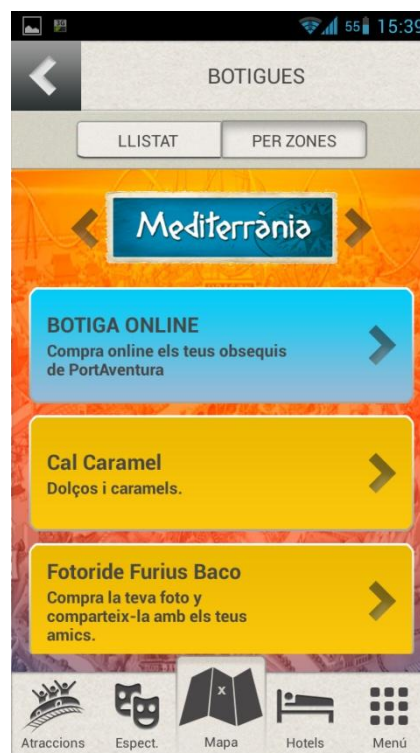 3G
55 15:39
BOTIGUES
LLISTAT PER ZONES
Mediterrània
BOTIGA ONLINE
Compra online els teus obsequis
de PortAventura
Cal Caramel
Dolços i caramels.
Fotoride Furius Baco
Compra la teva foto y
comparteix-la amb els teus
amics.
x
Atraccions Espect. Mapa Hotels Menú